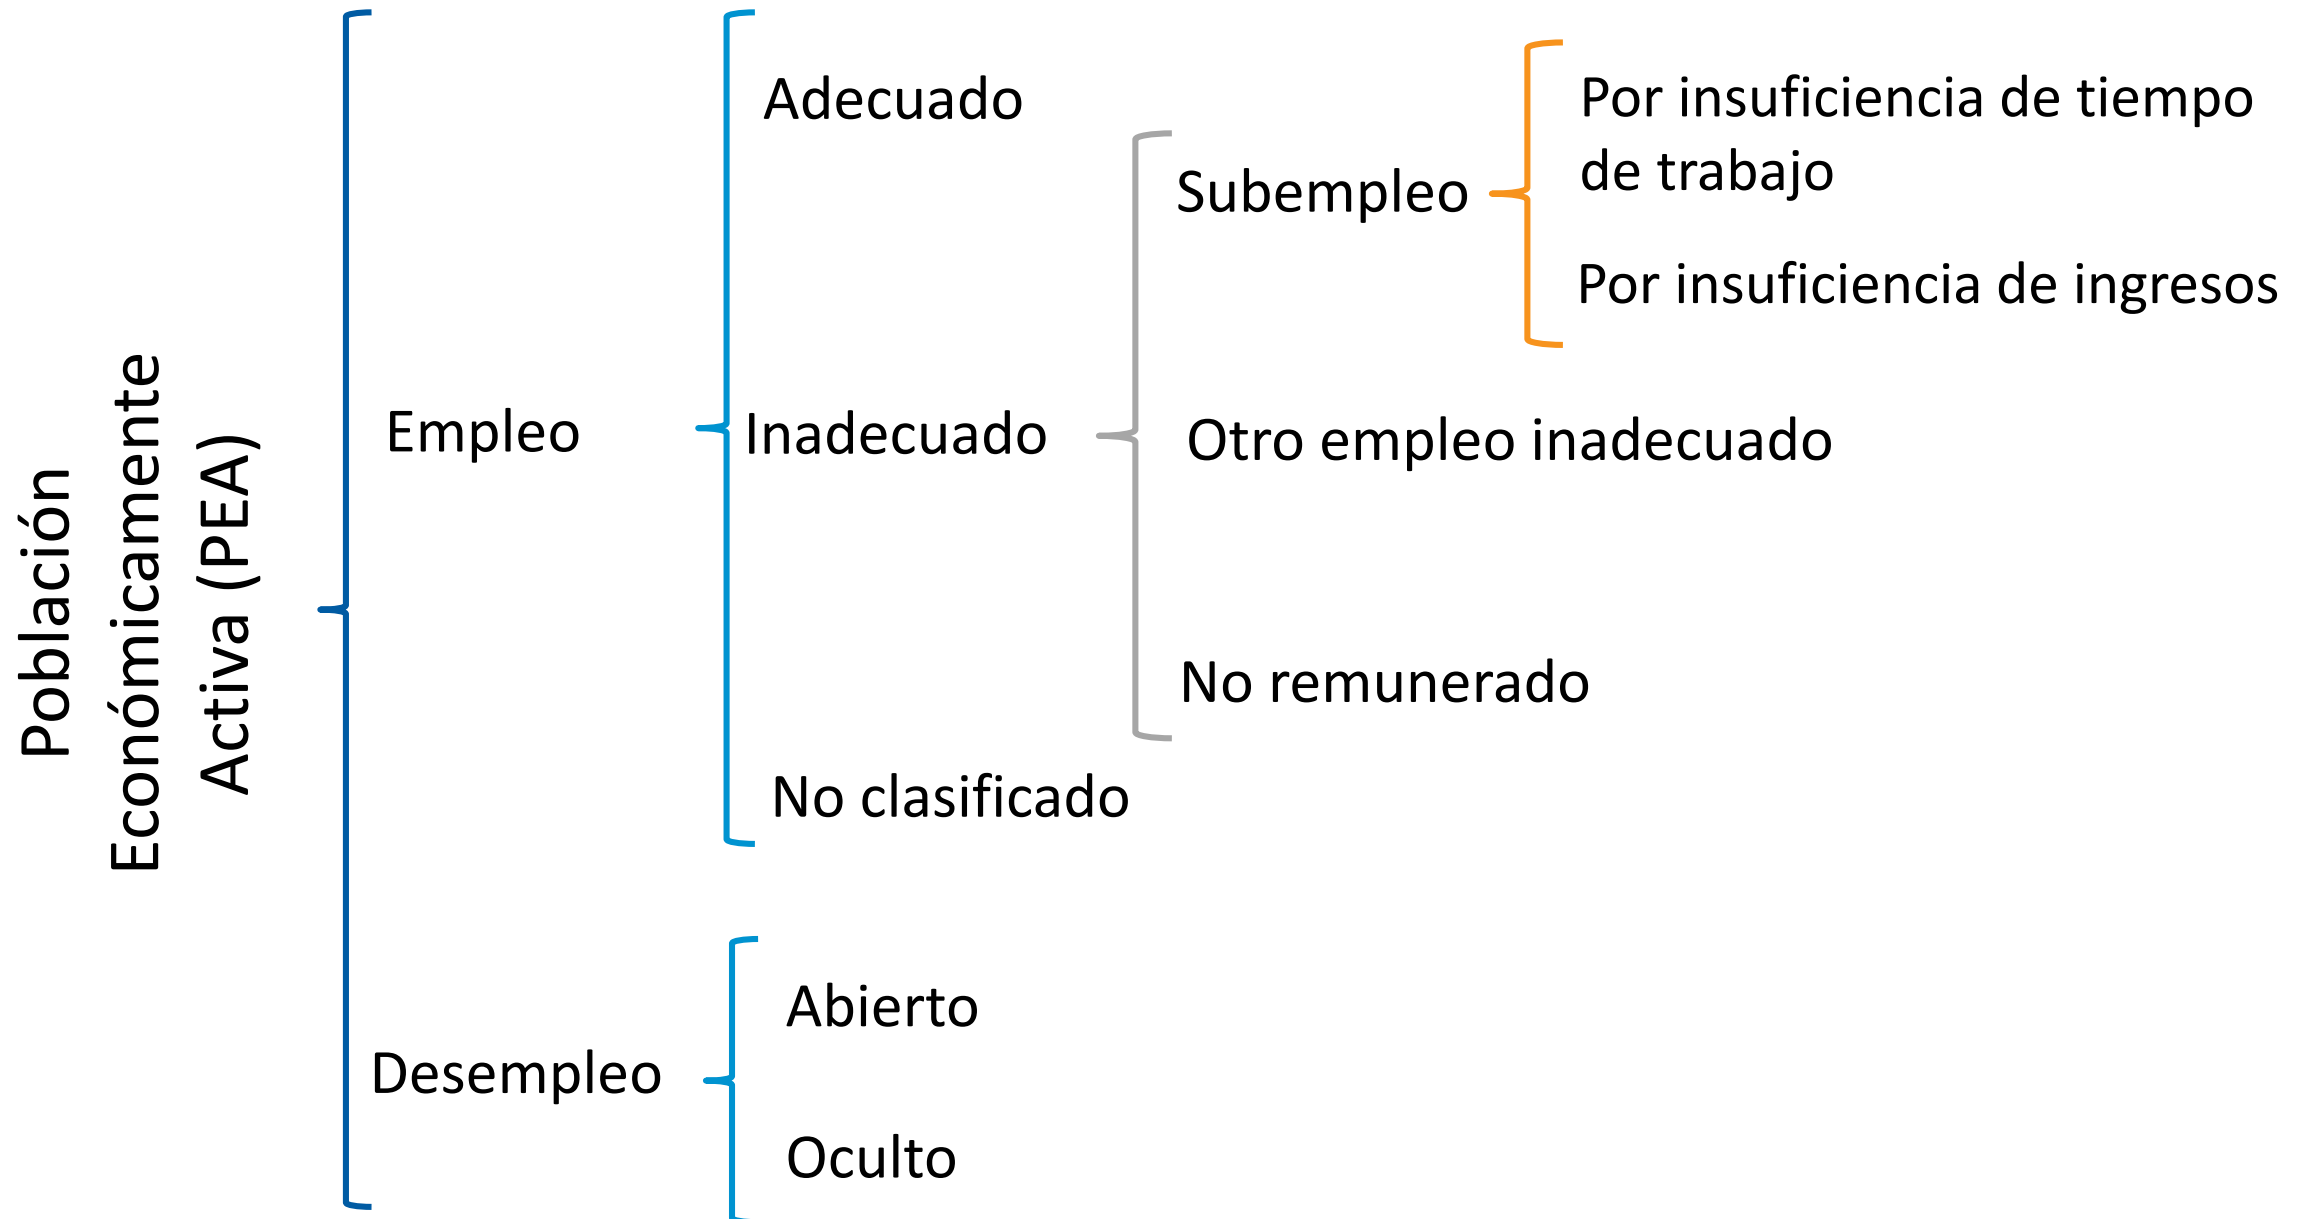 Población
Económicamente
Activa (PEA)
Empleo
Adecuado
Inadecuado
Subempleo
Por insuficiencia de tiempo
de trabajo
Por insuficiencia de ingresos
Otro empleo inadecuado
No remunerado
No clasificado
Desempleo
Abierto
Oculto